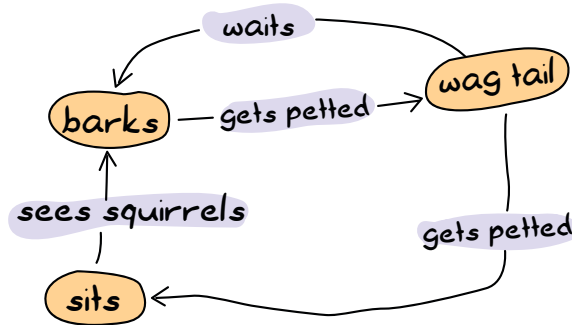 waits
wag tail
barks
gets petted
sees squirrels
gets petted
sits